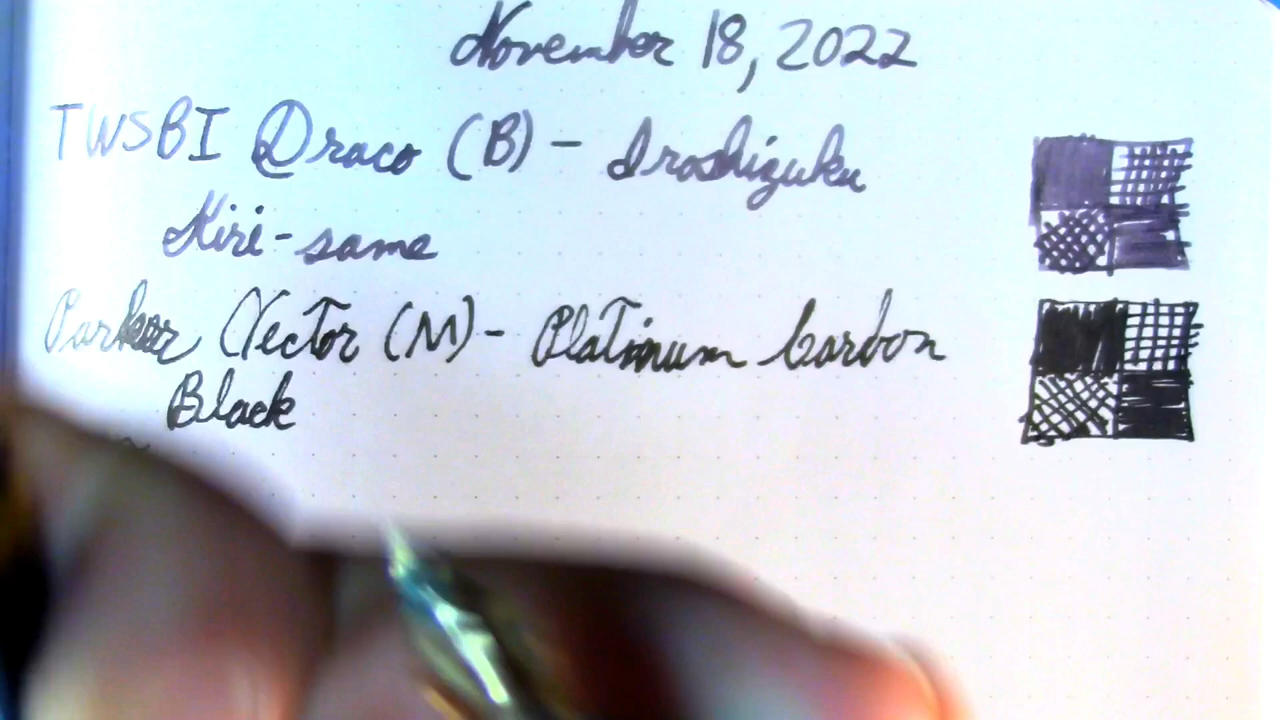 November 18, 2022
TWSBI Draco (B) - Iroshizuku
Kiri-same
Parker Vector (M) - Platinum Carbon
Black